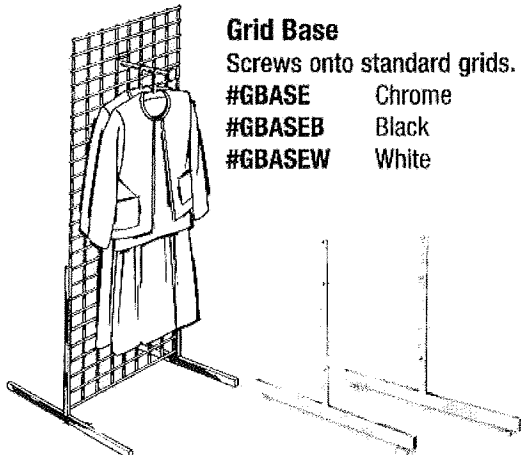 Grid Base
Screws onto standard grids.
#GBASE Chrome
#GBASEB Black
#GBASEW White